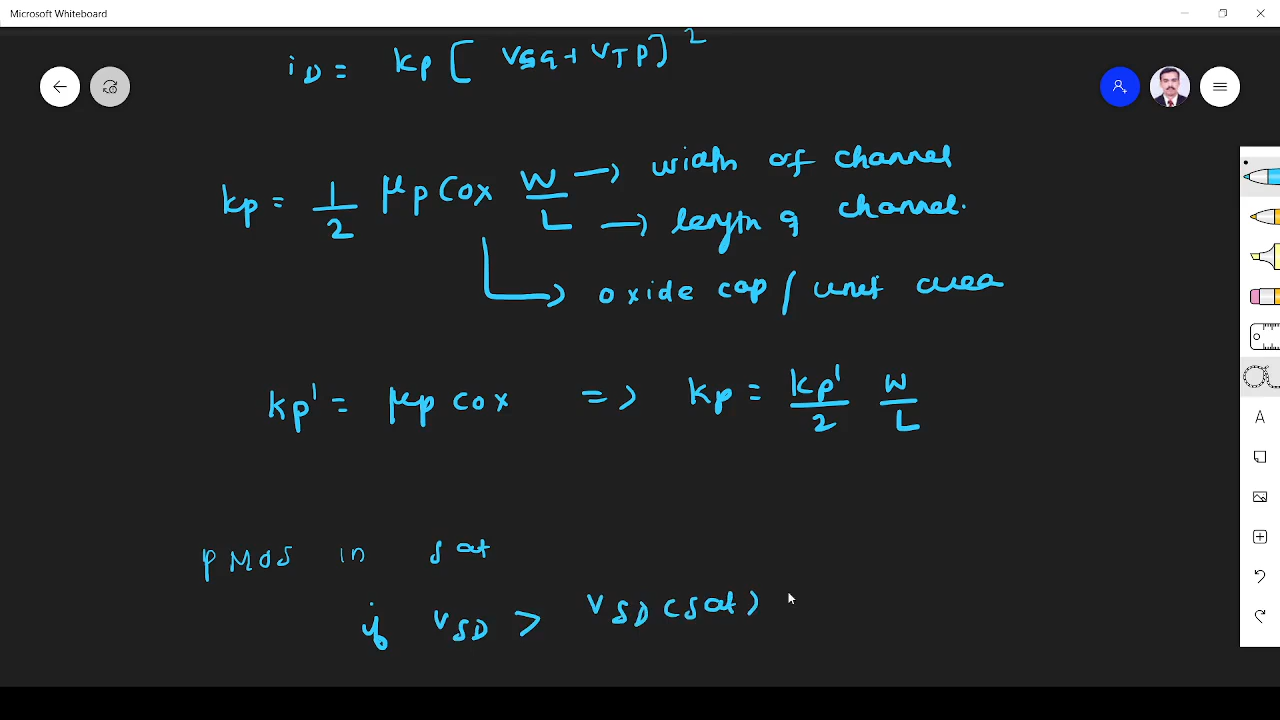 Microsoft Whiteboard
iD = kp [ VSG + VTP ]²
kp = 1/2 μp Cox W/L → width of channel
→ length of channel.
→ oxide cap / unit area
kp' = μp cox => kp = kp'/2 W/L
PMOS in sat
if VSD > VSD (sat)
A